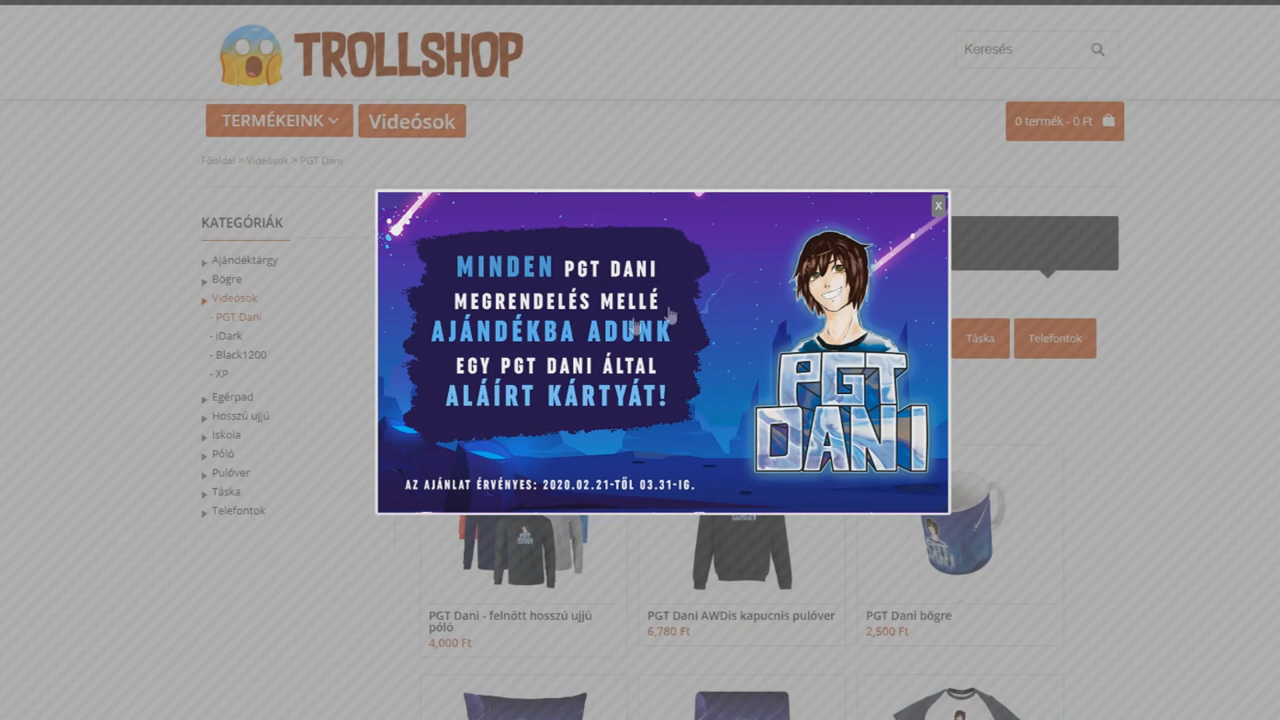 TROLLSHOP
Keresés
TERMÉKEINK
Videósok
0 termék - 0 Ft
Főoldal > Videósok > PGT Dani
KATEGÓRIÁK
Ajándéktárgy
Bögre
Videósok
- PGT Dani
- iDark
- Black1200
- XP
Egérpad
Hosszú ujjú
Iskola
Póló
Pulóver
Táska
Telefontok
X
MINDEN PGT DANI
MEGRENDELÉS MELLÉ
AJÁNDÉKBA ADUNK
EGY PGT DANI ÁLTAL
ALÁÍRT KÁRTYÁT!
AZ AJÁNLAT ÉRVÉNYES: 2020.02.21-TŐL 03.31-IG.
PGT
DANI
Táska
Telefontok
PGT Dani - felnőtt hosszú ujjú
póló
4,000 Ft
PGT Dani AWDis kapucnis pulóver
6,780 Ft
PGT Dani bögre
2,500 Ft